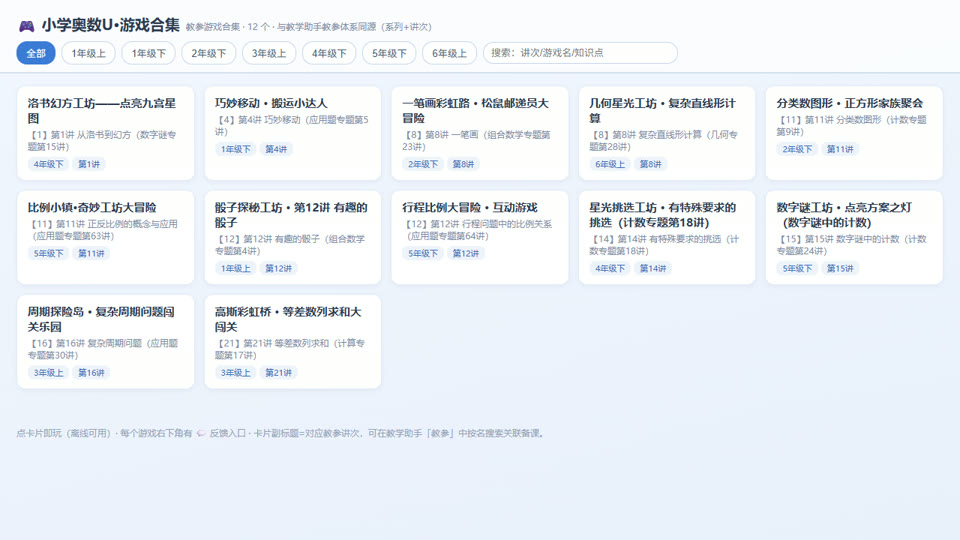 小学奥数U·游戏合集 教参游戏合集 · 12 个 · 与教学助手教参体系同源（系列+讲次）
全部 1年级上 1年级下 2年级下 3年级上 4年级下 5年级下 6年级上 搜索：讲次/游戏名/知识点
洛书幻方工坊——点亮九宫星
图
【1】第1讲 从洛书到幻方（数字谜专
题第15讲）
4年级下 第1讲
巧妙移动·搬运小达人
【4】第4讲 巧妙移动（应用题专题第5
讲）
1年级下 第4讲
一笔画彩虹路·松鼠邮递员大
冒险
【8】第8讲 一笔画（组合数学专题第
23讲）
2年级下 第8讲
几何星光工坊·复杂直线形计
算
【8】第8讲 复杂直线形计算（几何专
题第28讲）
6年级上 第8讲
分类数图形·正方形家族聚会
【11】第11讲 分类数图形（计数专题
第9讲）
2年级下 第11讲
比例小镇·奇妙工坊大冒险
【11】第11讲 正反比例的概念与应用
（应用题专题第63讲）
5年级下 第11讲
骰子探秘工坊·第12讲 有趣的
骰子
【12】第12讲 有趣的骰子（组合数学
专题第4讲）
1年级上 第12讲
行程比例大冒险·互动游戏
【12】第12讲 行程问题中的比例关系
（应用题专题第64讲）
5年级下 第12讲
星光挑选工坊·有特殊要求的
挑选（计数专题第18讲）
【14】第14讲 有特殊要求的挑选（计
数专题第18讲）
4年级下 第14讲
数字谜工坊·点亮方案之灯
（数字谜中的计数）
【15】第15讲 数字谜中的计数（计数
专题第24讲）
5年级下 第15讲
周期探险岛·复杂周期问题闯
关乐园
【16】第16讲 复杂周期问题（应用题
专题第30讲）
3年级上 第16讲
高斯彩虹桥·等差数列求和大
闯关
【21】第21讲 等差数列求和（计算专
题第17讲）
3年级上 第21讲
点卡片即玩（离线可用）· 每个游戏右下角有 反馈入口 · 卡片副标题=对应教参讲次，可在教学助手「教参」中按名搜索关联备课。